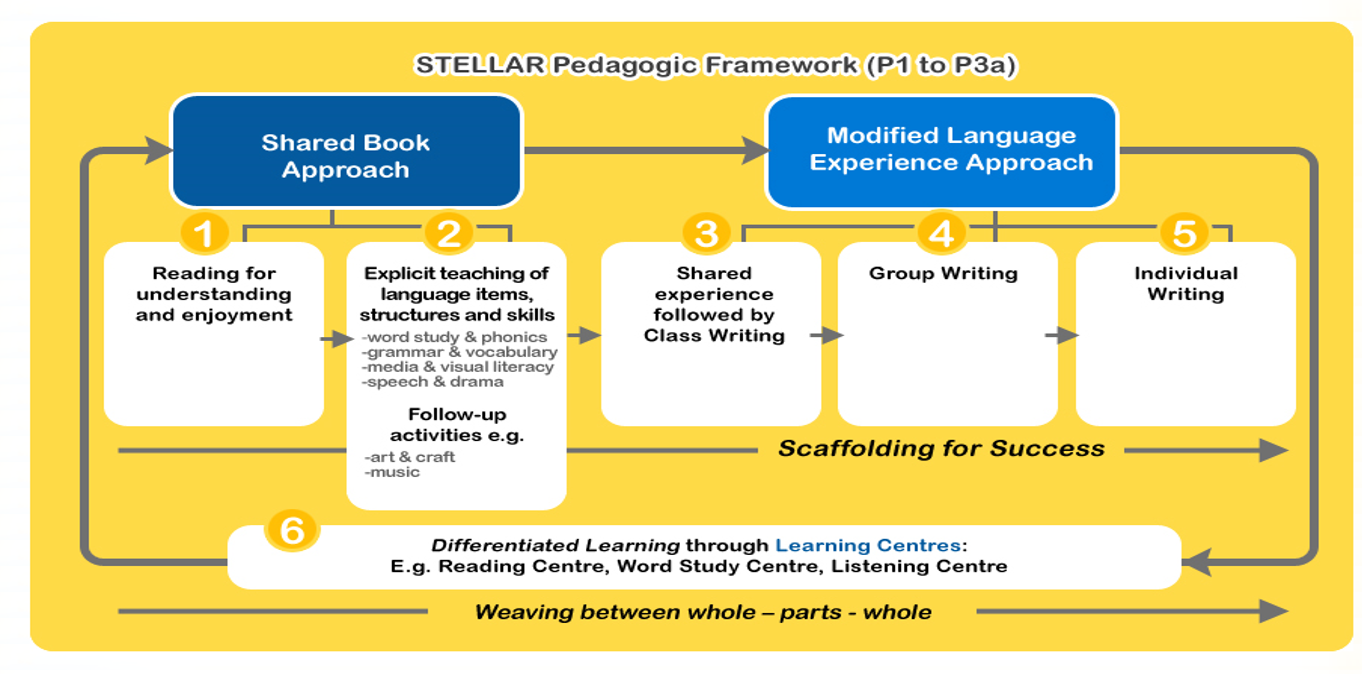 STELLAR Pedagogic Framework (P1 to P3a)
Shared Book
Approach
Modified Language
Experience Approach
1
Reading for
understanding
and enjoyment
2
Explicit teaching of
language items,
structures and skills
-word study & phonics
-grammar & vocabulary
-media & visual literacy
-speech & drama
Follow-up
activities e.g.
-art & craft
-music
3
Shared
experience
followed by
Class Writing
4
Group Writing
5
Individual
Writing
Scaffolding for Success
6
Differentiated Learning through Learning Centres:
E.g. Reading Centre, Word Study Centre, Listening Centre
Weaving between whole – parts - whole